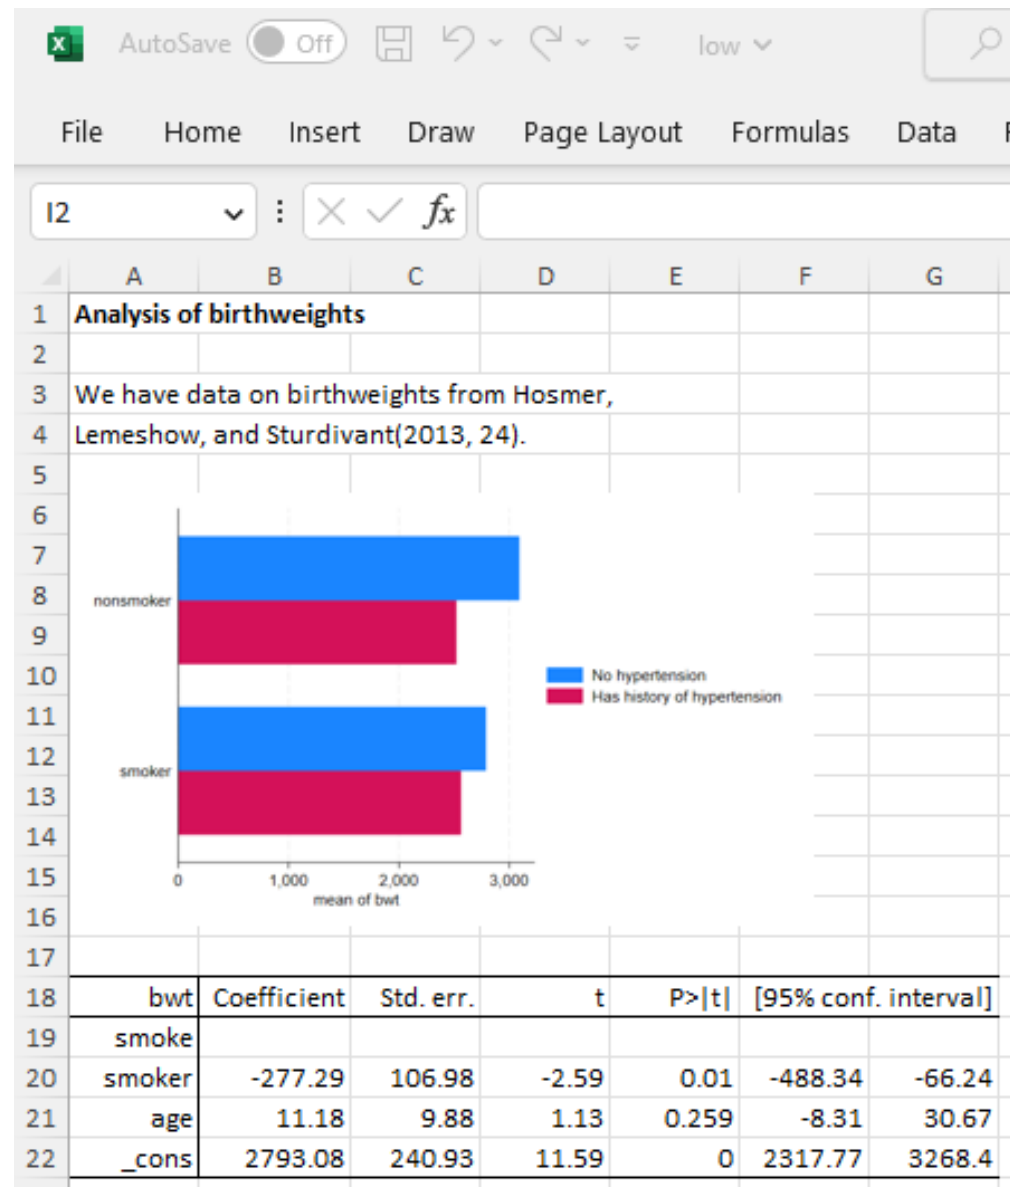 AutoSave Off low
File Home Insert Draw Page Layout Formulas Data
I2 fx
A B C D E F G
1 Analysis of birthweights
2
3 We have data on birthweights from Hosmer,
4 Lemeshow, and Sturdivant(2013, 24).
5
6
7
8 nonsmoker
9
10 No hypertension
11 Has history of hypertension
12
13 smoker
14
15 0 1,000 2,000 3,000
16 mean of bwt
17
18 bwt Coefficient Std. err. t P>|t| [95% conf. interval]
19 smoke
20 smoker -277.29 106.98 -2.59 0.01 -488.34 -66.24
21 age 11.18 9.88 1.13 0.259 -8.31 30.67
22 _cons 2793.08 240.93 11.59 0 2317.77 3268.4